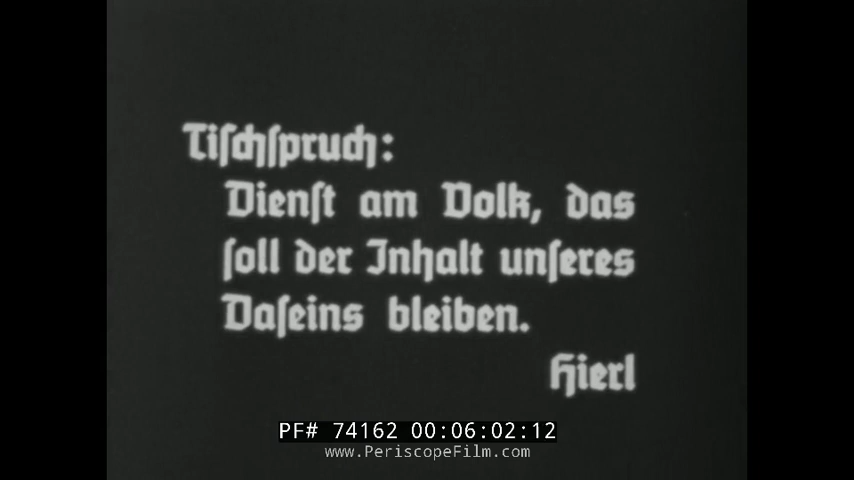 Tiſchſpruch:
Dienſt am Volk, das
ſoll der Inhalt unſeres
Daſeins bleiben.
Hierl
PF# 74162 00:06:02:12
www.PeriscopeFilm.com